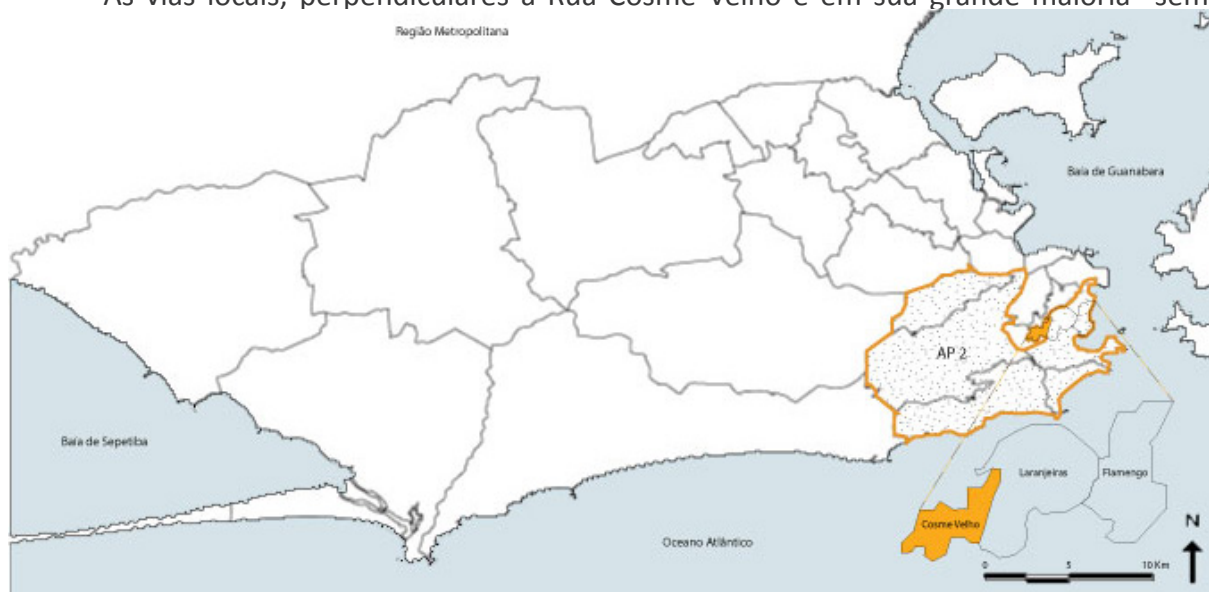 As vias locais, perpendiculares à Rua Cosme Velho e em sua grande maioria "sem
Região Metropolitana
Baía de Guanabara
AP 2
Baía de Sepetiba
Laranjeiras
Flamengo
Cosme Velho
N
Oceano Atlântico
0 5 10 Km